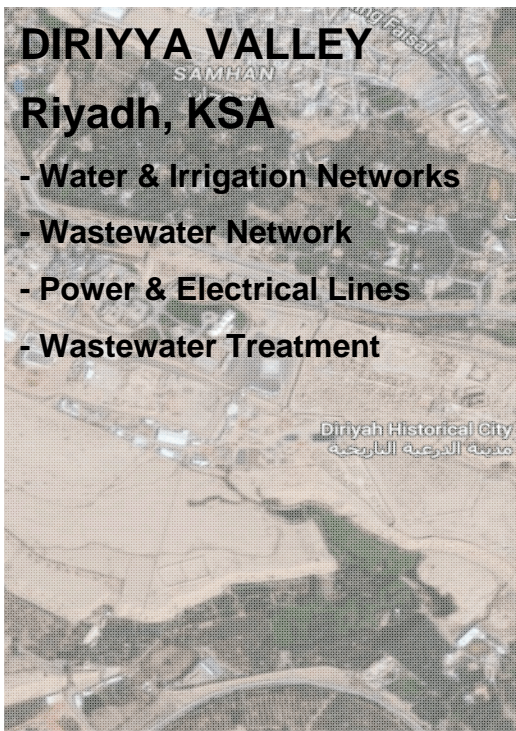 DIRIYYA VALLEY
SAMHAN
Riyadh, KSA
- Water & Irrigation Networks
- Wastewater Network
- Power & Electrical Lines
- Wastewater Treatment
Diriyah Historical City
مدينة الدرعية التاريخية